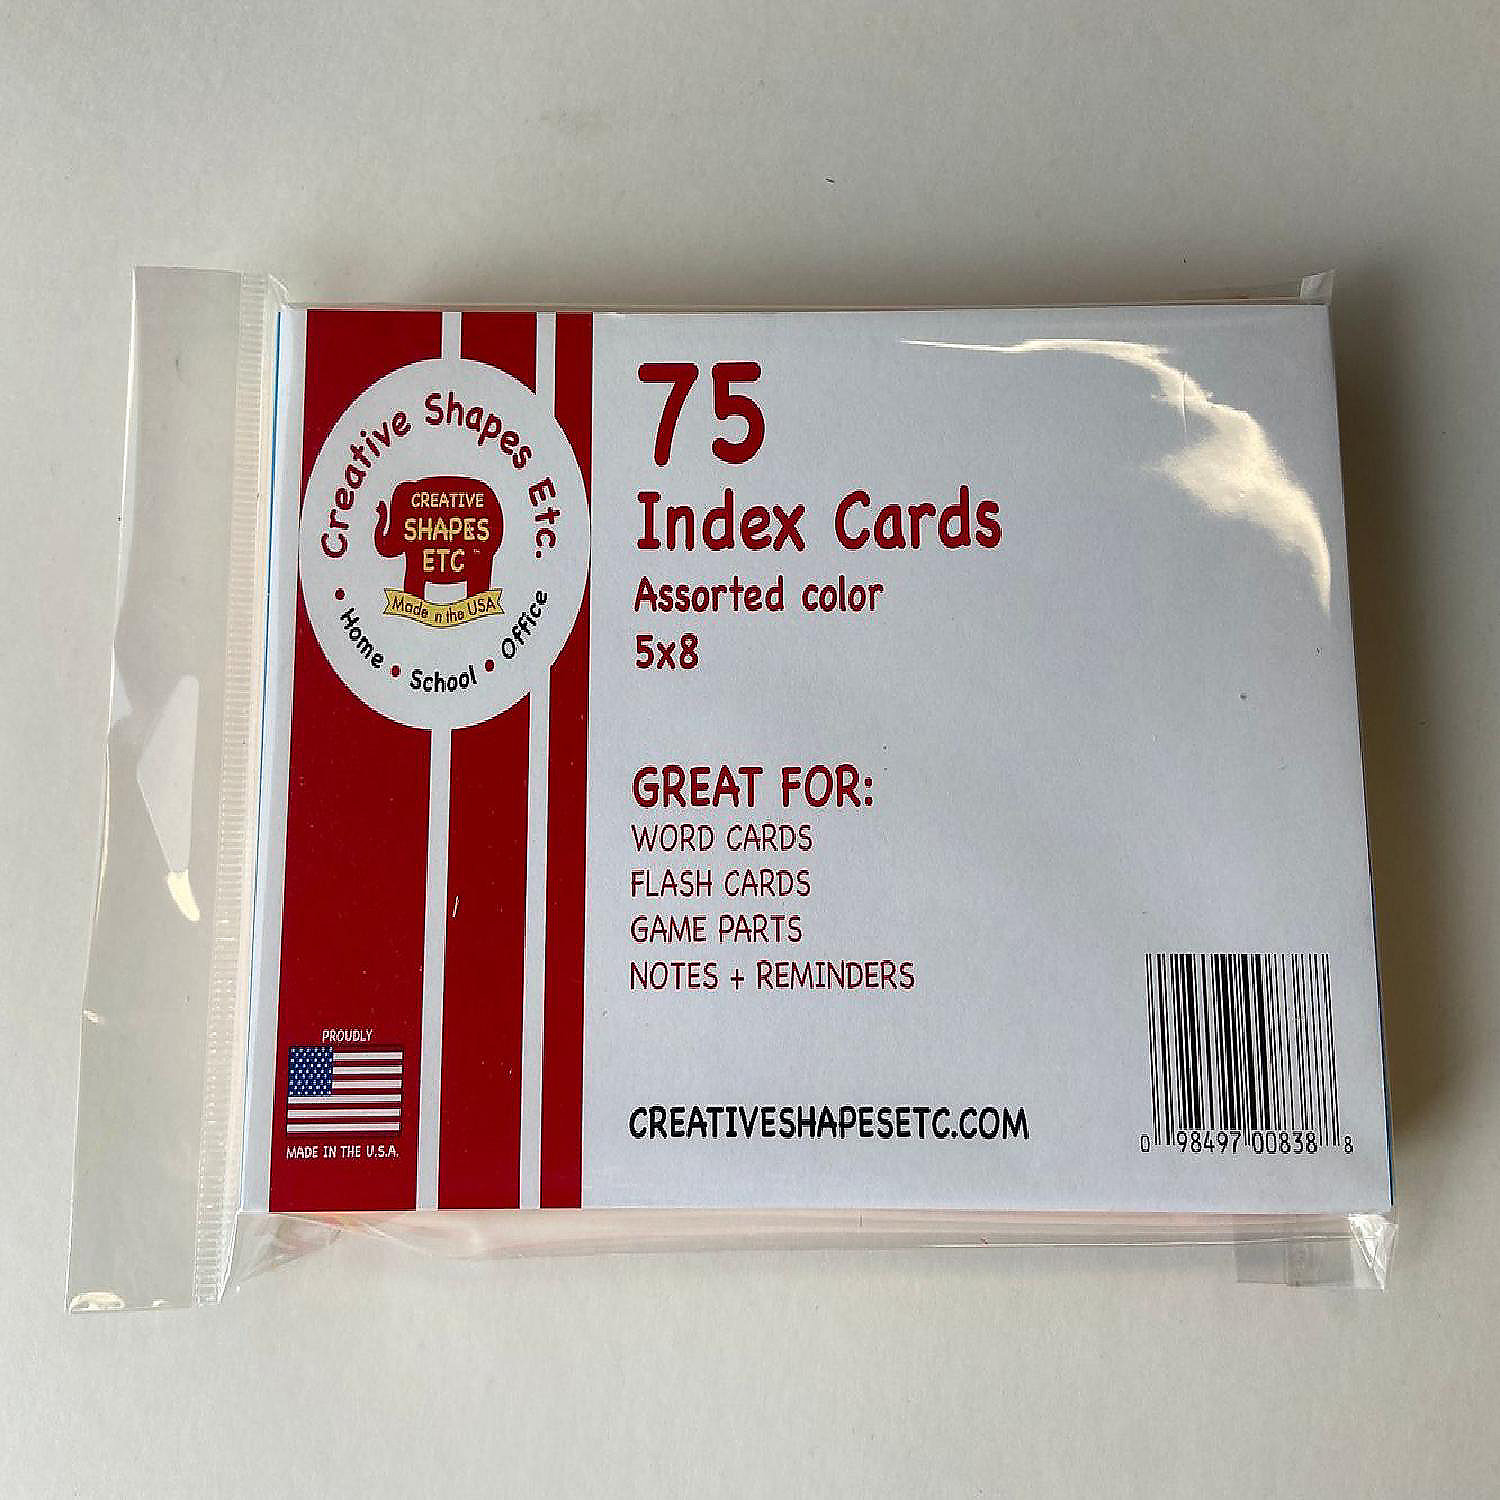 Creative Shapes Etc.
CREATIVE
SHAPES
ETC ™
Made in the USA
• Home • School • Office
PROUDLY
MADE IN THE U.S.A.
75
Index Cards
Assorted color
5x8
GREAT FOR:
WORD CARDS
FLASH CARDS
GAME PARTS
NOTES + REMINDERS
CREATIVESHAPESETC.COM
0 98497 00838 8